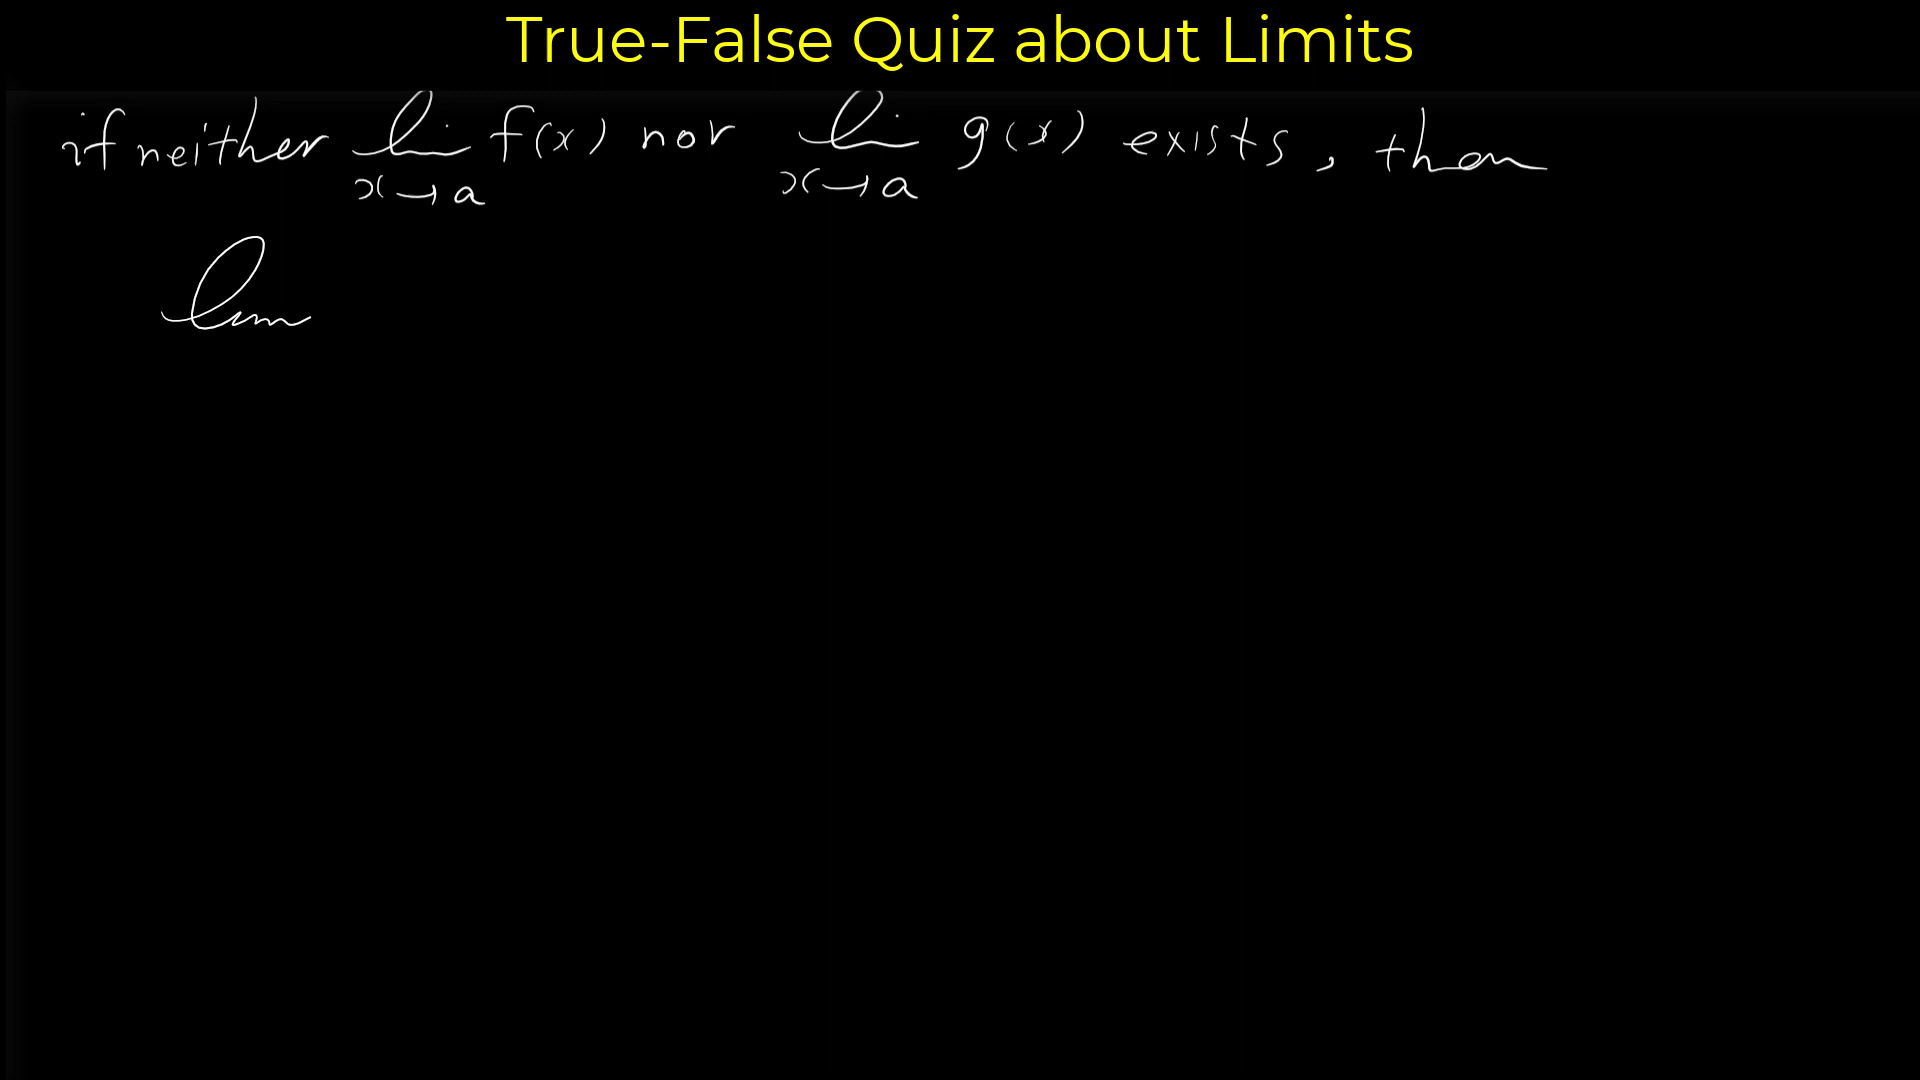 True-False Quiz about Limits
if neither lim f(x) nor lim g(x) exists, then
x→a x→a
lim